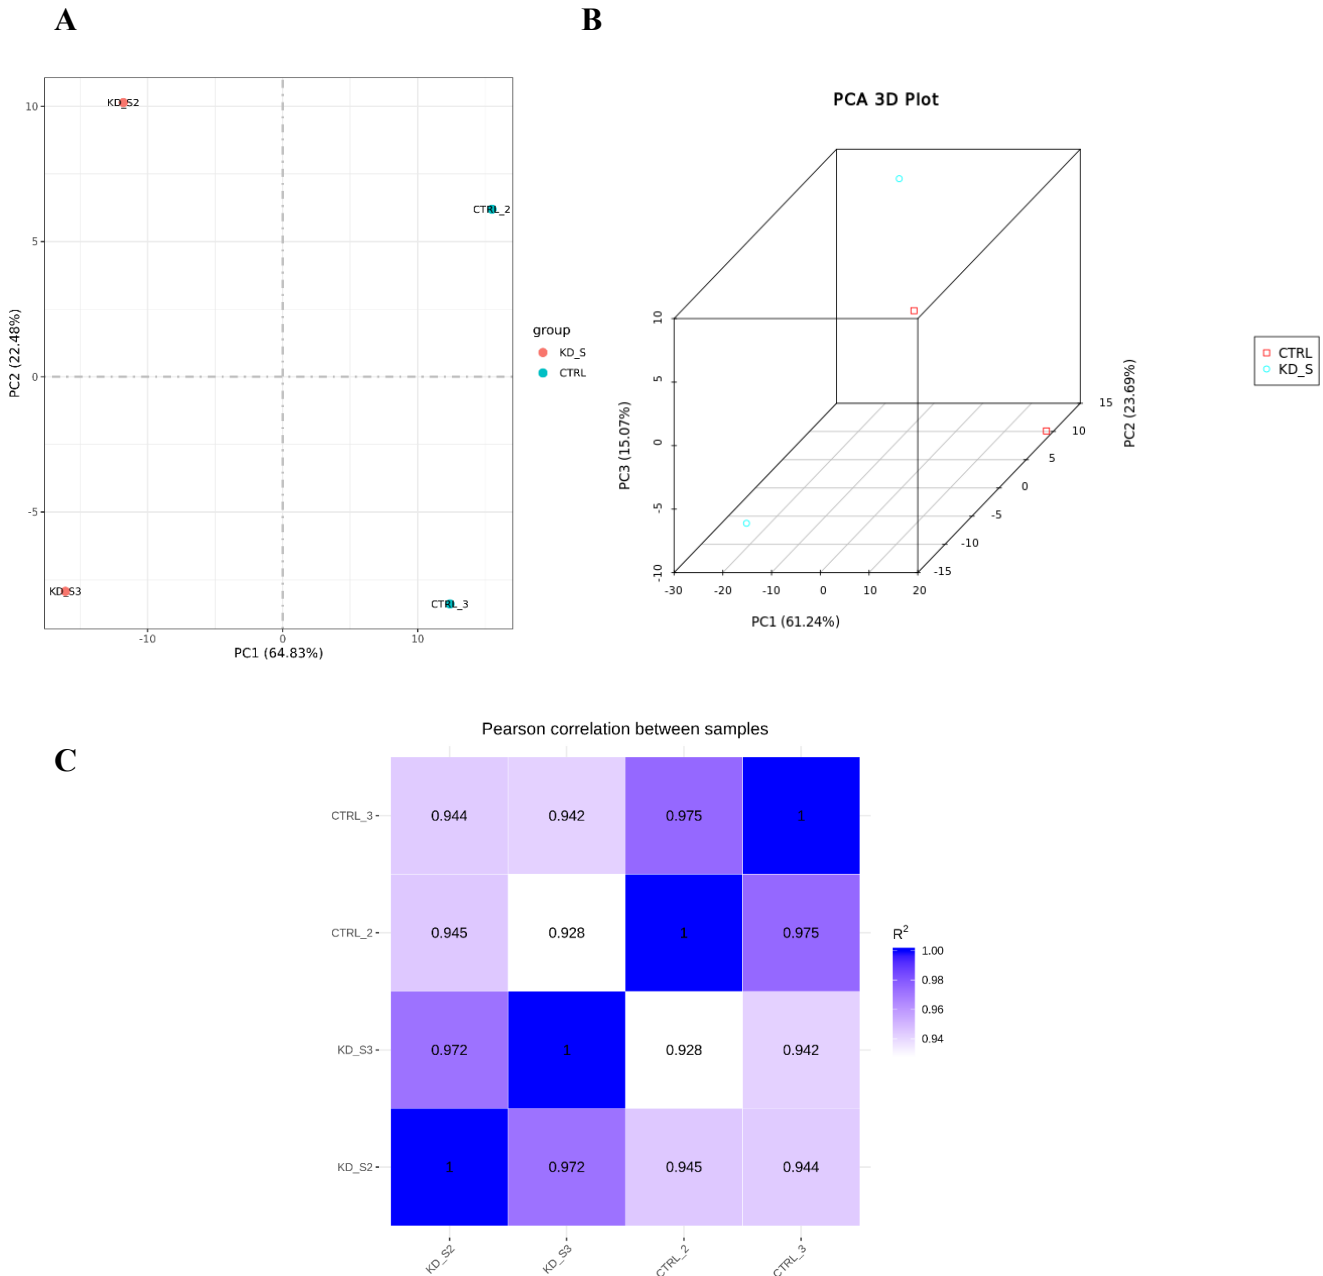 A
B
KD_S2
CTRL_2
KD_S3
CTRL_3
10
5
0
-5
-10
0
10
PC2 (22.48%)
PC1 (64.83%)
group
KD_S
CTRL
PCA 3D Plot
10
5
0
-5
-10
-30
-20
-10
0
10
20
-15
-10
-5
0
5
10
15
PC3 (15.07%)
PC1 (61.24%)
PC2 (23.69%)
CTRL
KD_S
C
Pearson correlation between samples
CTRL_3 0.944 0.942 0.975 1
CTRL_2 0.945 0.928 1 0.975
KD_S3 0.972 1 0.928 0.942
KD_S2 1 0.972 0.945 0.944
KD_S2 KD_S3 CTRL_2 CTRL_3
R²
1.00
0.98
0.96
0.94